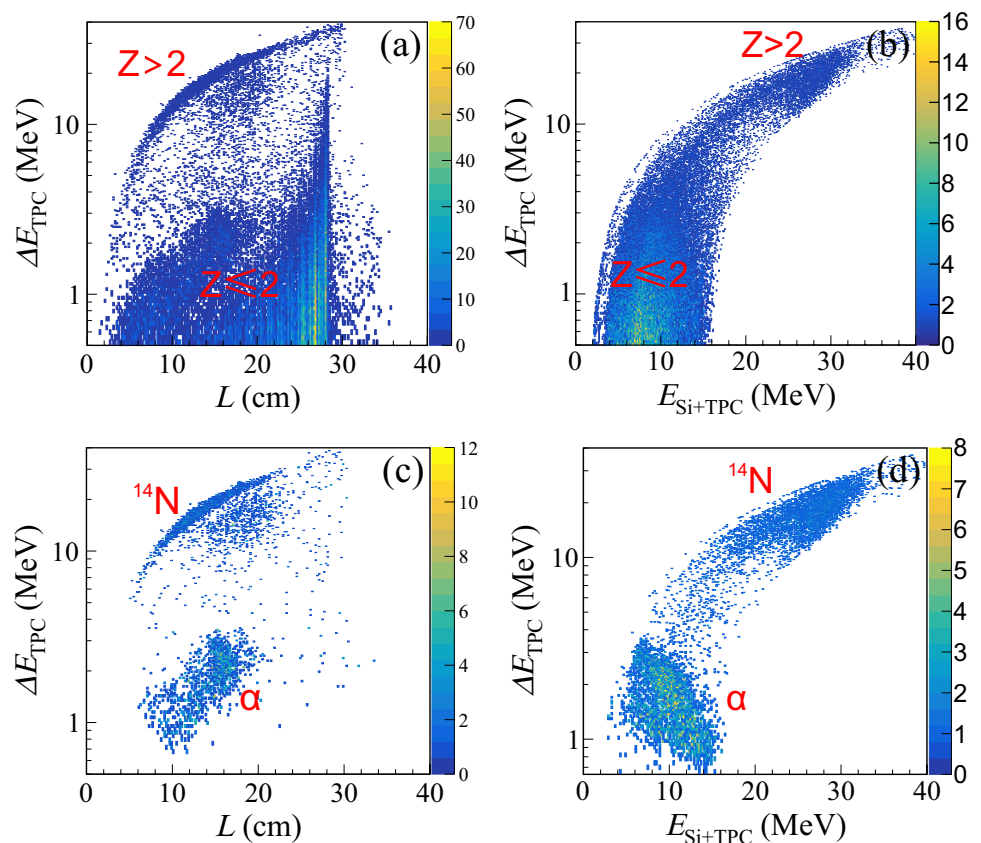 (a)
Z>2
Z⩽2
ΔE_TPC (MeV)
10
1
0 10 20 30 40
L (cm)
70
60
50
40
30
20
10
0
(b)
Z>2
Z⩽2
ΔE_TPC (MeV)
10
1
0 10 20 30 40
E_Si+TPC (MeV)
16
14
12
10
8
6
4
2
0
(c)
¹⁴N
α
ΔE_TPC (MeV)
10
1
0 10 20 30 40
L (cm)
12
10
8
6
4
2
0
(d)
¹⁴N
α
ΔE_TPC (MeV)
10
1
0 10 20 30 40
E_Si+TPC (MeV)
8
7
6
5
4
3
2
1
0